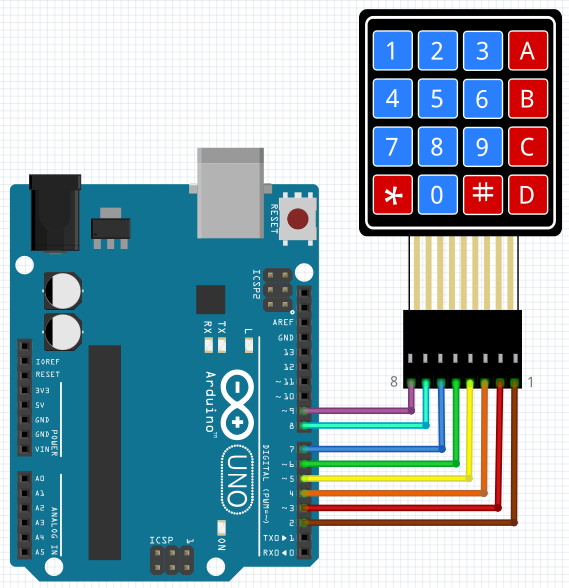 1 2 3 A
4 5 6 B
7 8 9 C
* 0 # D
8 1
RESET
ICSP2
AREF
GND
13
12
~11
~10
~9
8
7
~6
~5
4
~3
2
TXO▶1
RXO◀0
DIGITAL (PWM=~)
RX TX L
Arduino™
UNO
ON
ICSP 1
IOREF
RESET
3V3
5V
GND
GND
VIN
POWER
A0
A1
A2
A3
A4
A5
ANALOG IN